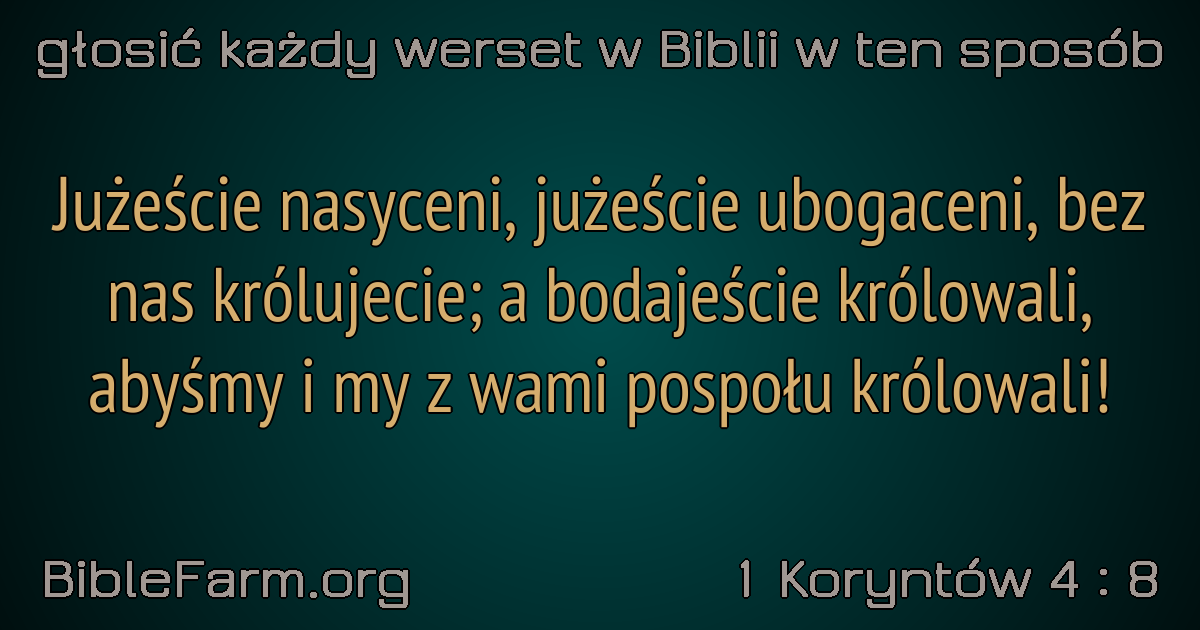 głosić każdy werset w Biblii w ten sposób
Jużeście nasyceni, jużeście ubogaceni, bez
nas królujecie; a bodajeście królowali,
abyśmy i my z wami pospołu królowali!
BibleFarm.org
1 Koryntów 4 : 8